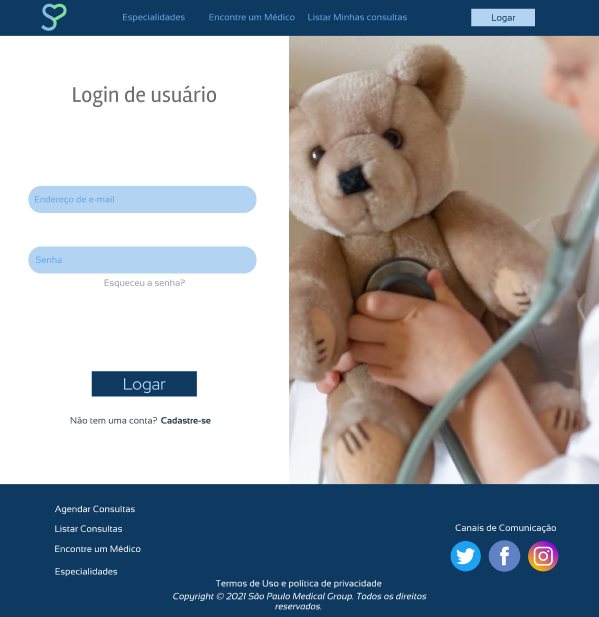 Especialidades
Encontre um Médico
Listar Minhas consultas
Logar
Login de usuário
Endereço de e-mail
Senha
Esqueceu a senha?
Logar
Não tem uma conta? Cadastre-se
Agendar Consultas
Listar Consultas
Encontre um Médico
Especialidades
Canais de Comunicação
Termos de Uso e política de privacidade
Copyright © 2021 São Paulo Medical Group. Todos os direitos
reservados.